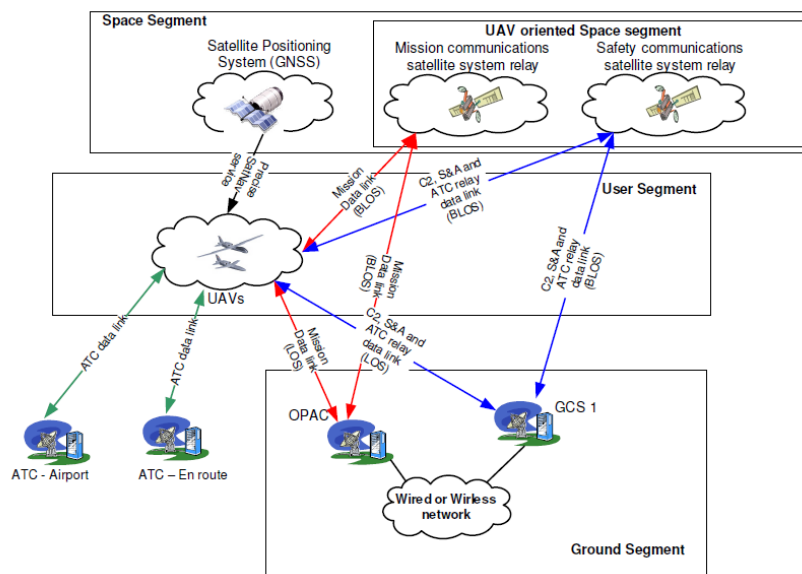 Space Segment
UAV oriented Space segment
Satellite Positioning
System (GNSS)
Mission communications
satellite system relay
Safety communications
satellite system relay
Precise
SatNav
service
Mission
Data link
(BLOS)
C2, S&A and
ATC relay
data link
(BLOS)
User Segment
UAVs
Mission
Data link
(BLOS)
C2, S&A and
ATC relay
data link
(BLOS)
ATC data link
ATC data link
Mission
Data link
(LOS)
C2, S&A and
ATC relay
data link
(LOS)
OPAC
GCS 1
ATC - Airport
ATC – En route
Wired or Wirless
network
Ground Segment